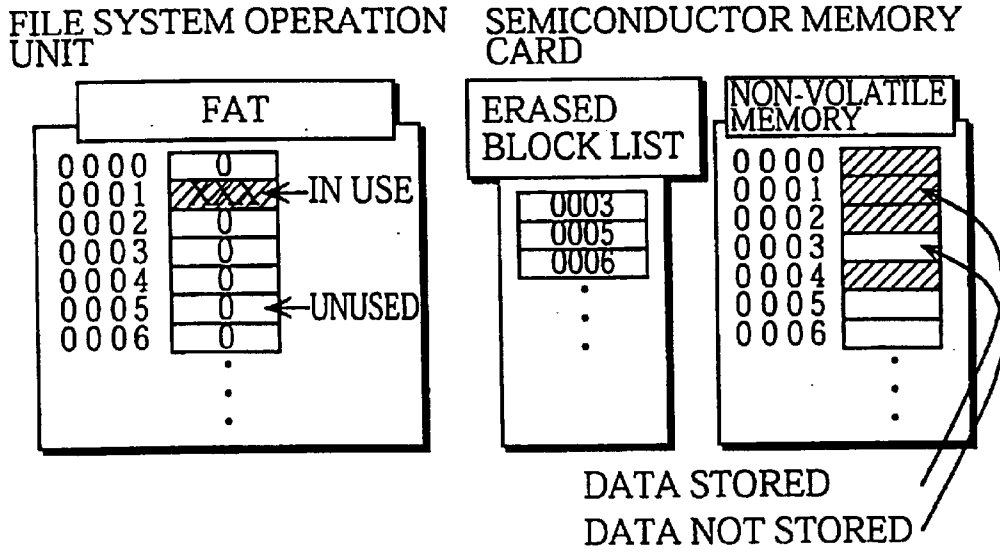 FILE SYSTEM OPERATION
UNIT
FAT
0000 0
0001 XXX IN USE
0002 0
0003 0
0004 0
0005 0 UNUSED
0006 0
SEMICONDUCTOR MEMORY
CARD
ERASED
BLOCK LIST
0003
0005
0006
NON-VOLATILE
MEMORY
0000
0001
0002
0003
0004
0005
0006
DATA STORED
DATA NOT STORED